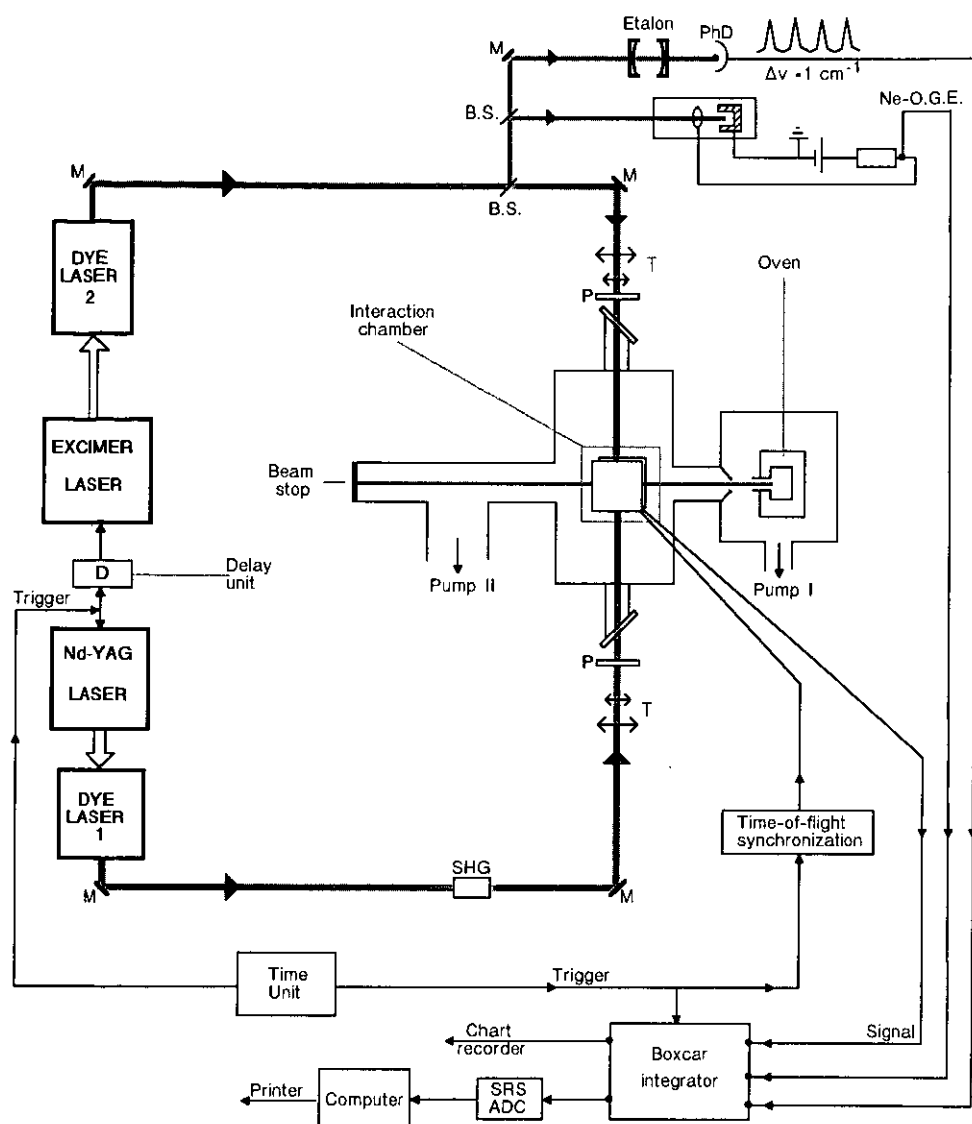 Etalon
PhD
M
Δν • 1 cm⁻¹
Ne-O.G.E.
B.S.
M
B.S.
M
DYE
LASER
2
T
Oven
P
Interaction
chamber
EXCIMER
LASER
Beam
stop
D
Delay
unit
Pump II
Pump I
Trigger
Nd-YAG
LASER
P
T
DYE
LASER
1
Time-of-flight
synchronization
SHG
M
M
Time
Unit
Trigger
Chart
recorder
Boxcar
integrator
Signal
Printer
Computer
SRS
ADC